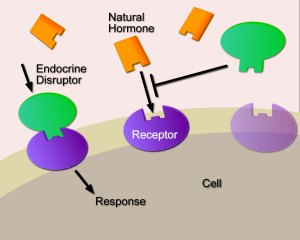 Natural
Hormone
Endocrine
Disruptor
Receptor
Cell
Response